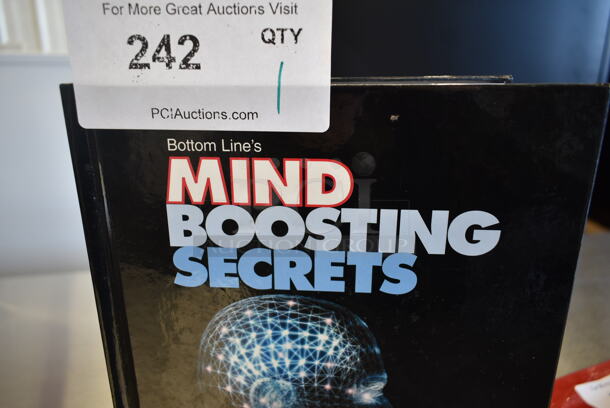 For More Great Auctions Visit
242
QTY
1
PCIAuctions.com
Bottom Line's
MIND
BOOSTING
SECRETS